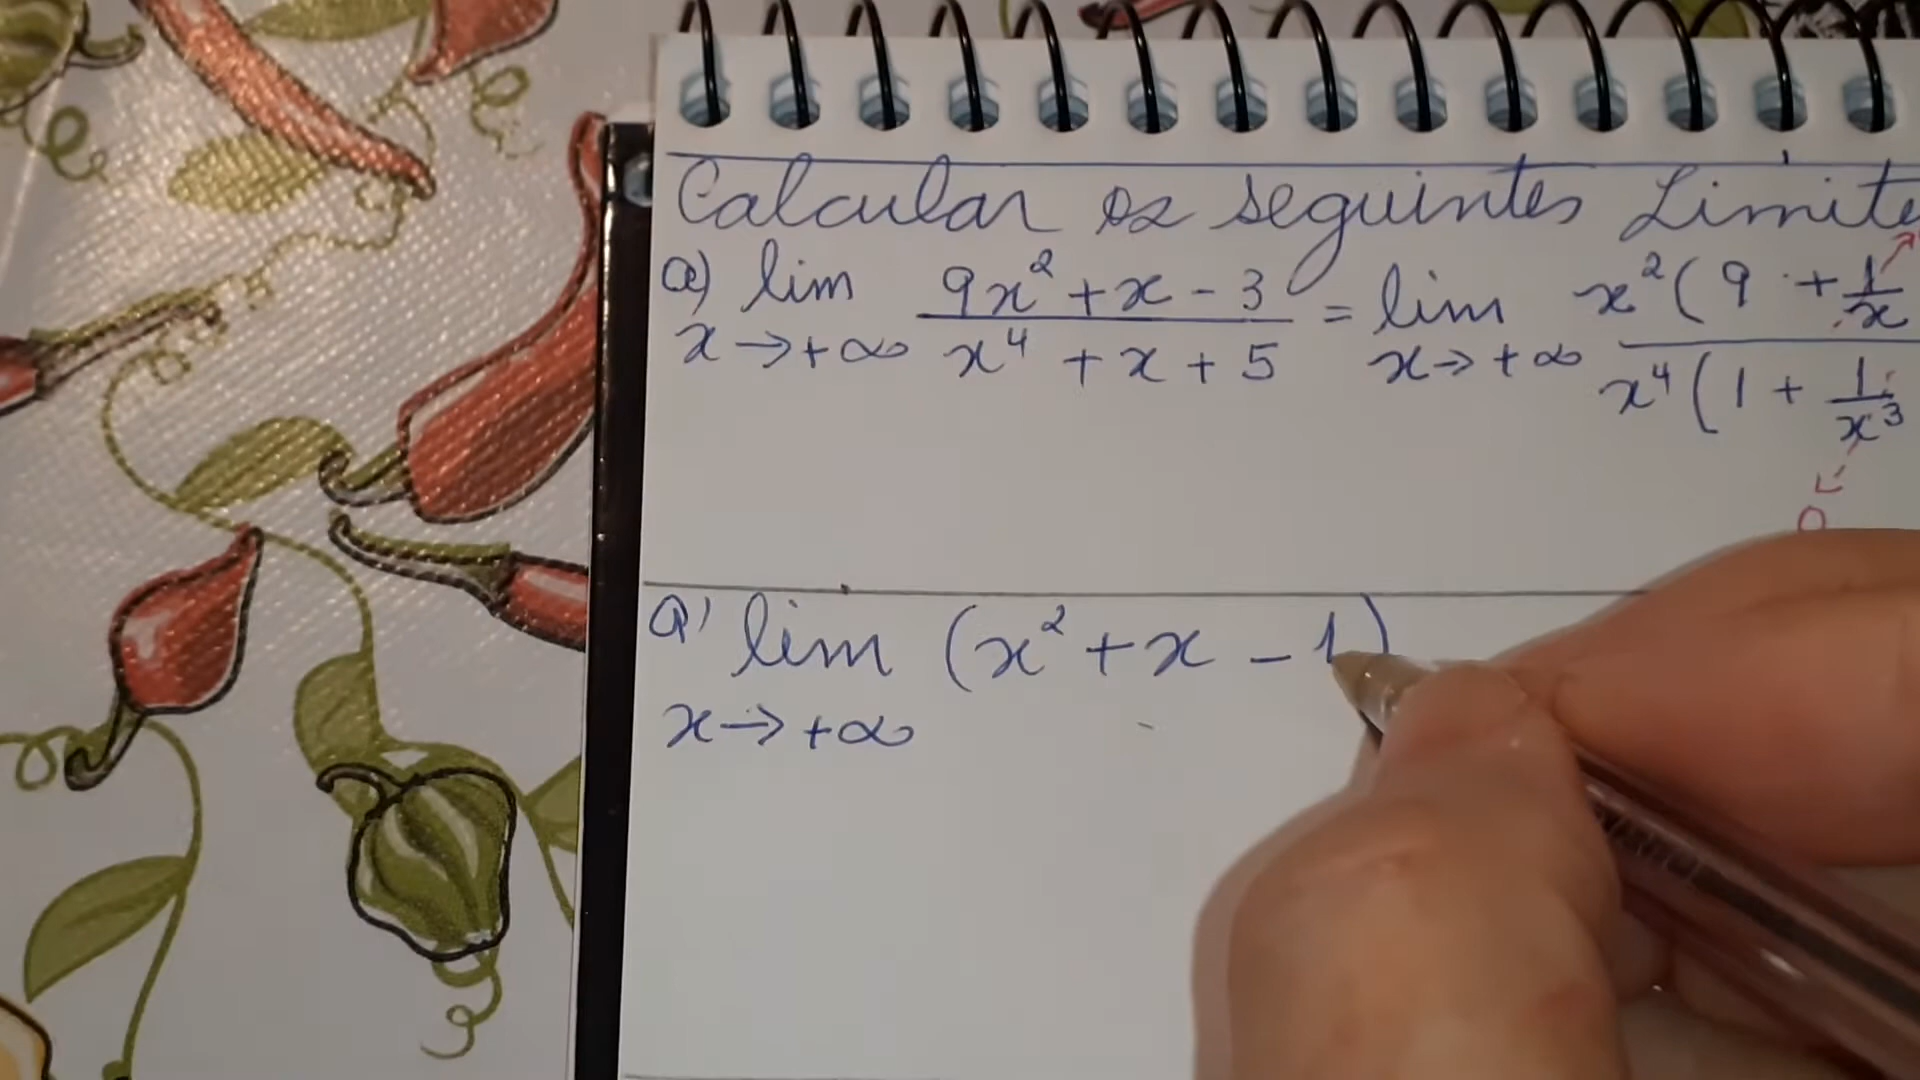 Calcular os seguintes Limite
a) lim x→+∞ (9x² + x - 3)/(x⁴ + x + 5) = lim x→+∞ x²(9 + 1/x / x⁴(1 + 1/x³
0
a' lim x→+∞ (x² + x - 1)